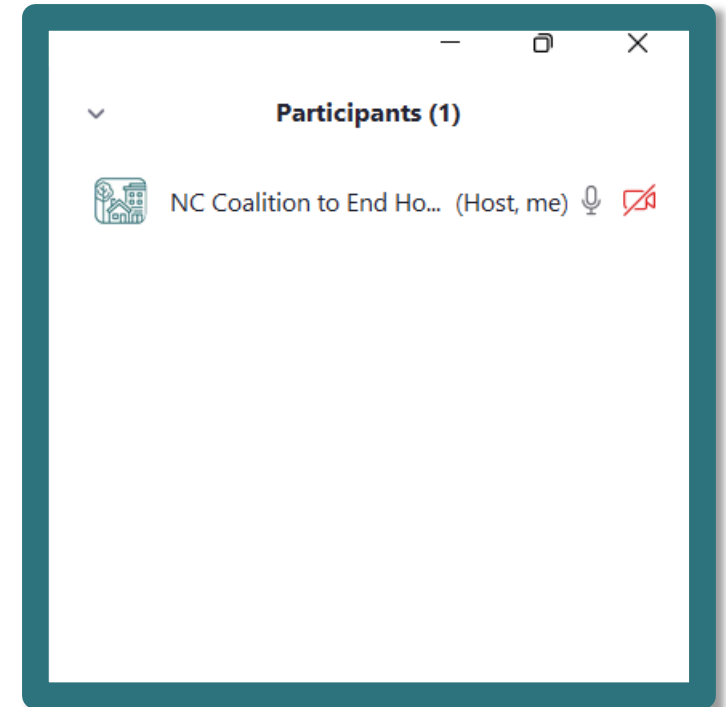 Participants (1)
NC Coalition to End Ho... (Host, me)